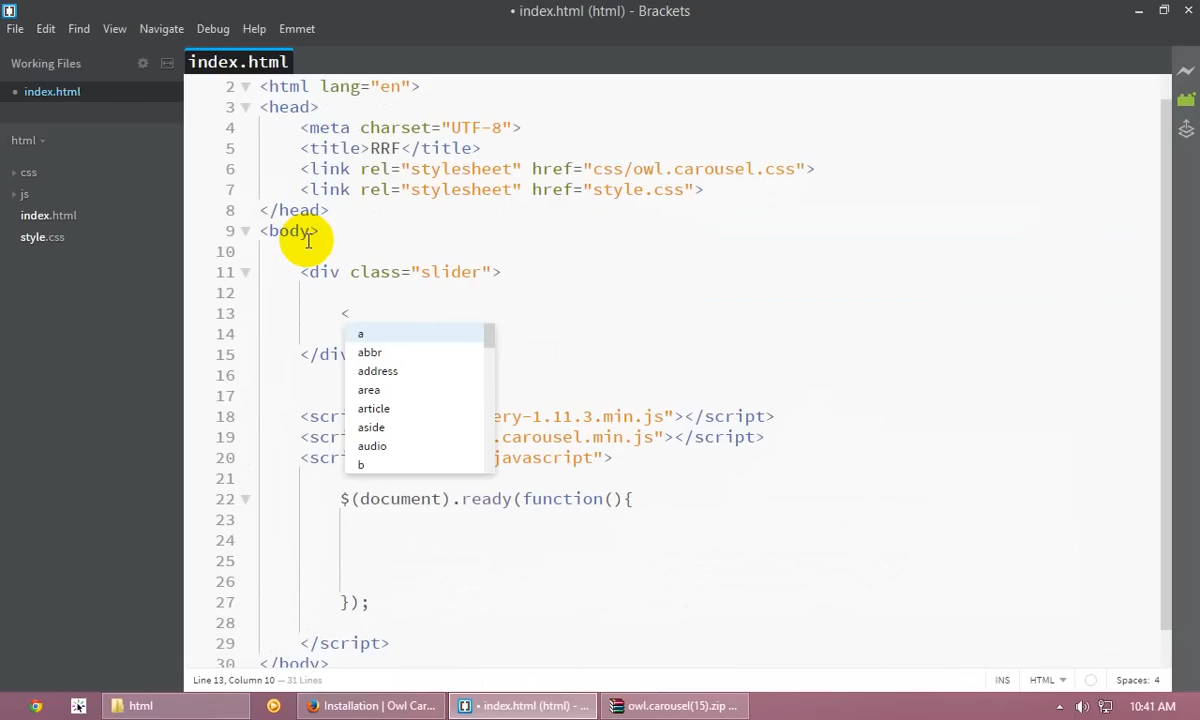 • index.html (html) - Brackets
File Edit Find View Navigate Debug Help Emmet
Working Files
index.html
• index.html
html
css
js
index.html
style.css
2 <html lang="en">
3 <head>
4 <meta charset="UTF-8">
5 <title>RRF</title>
6 <link rel="stylesheet" href="css/owl.carousel.css">
7 <link rel="stylesheet" href="style.css">
8 </head>
9 <body>
10
11 <div class="slider">
12
13 <
14
15 </div
16
17
18 <scri ery-1.11.3.min.js"></script>
19 <scri .carousel.min.js"></script>
20 <scri javascript">
21
22 $(document).ready(function(){
23
24
25
26
27 });
28
29 </script>
30 </body>
a
abbr
address
area
article
aside
audio
b
Line 13, Column 10 — 31 Lines
INS HTML Spaces: 4
html Installation | Owl Car... • index.html (html) - ... owl.carousel(15).zip ... 10:41 AM